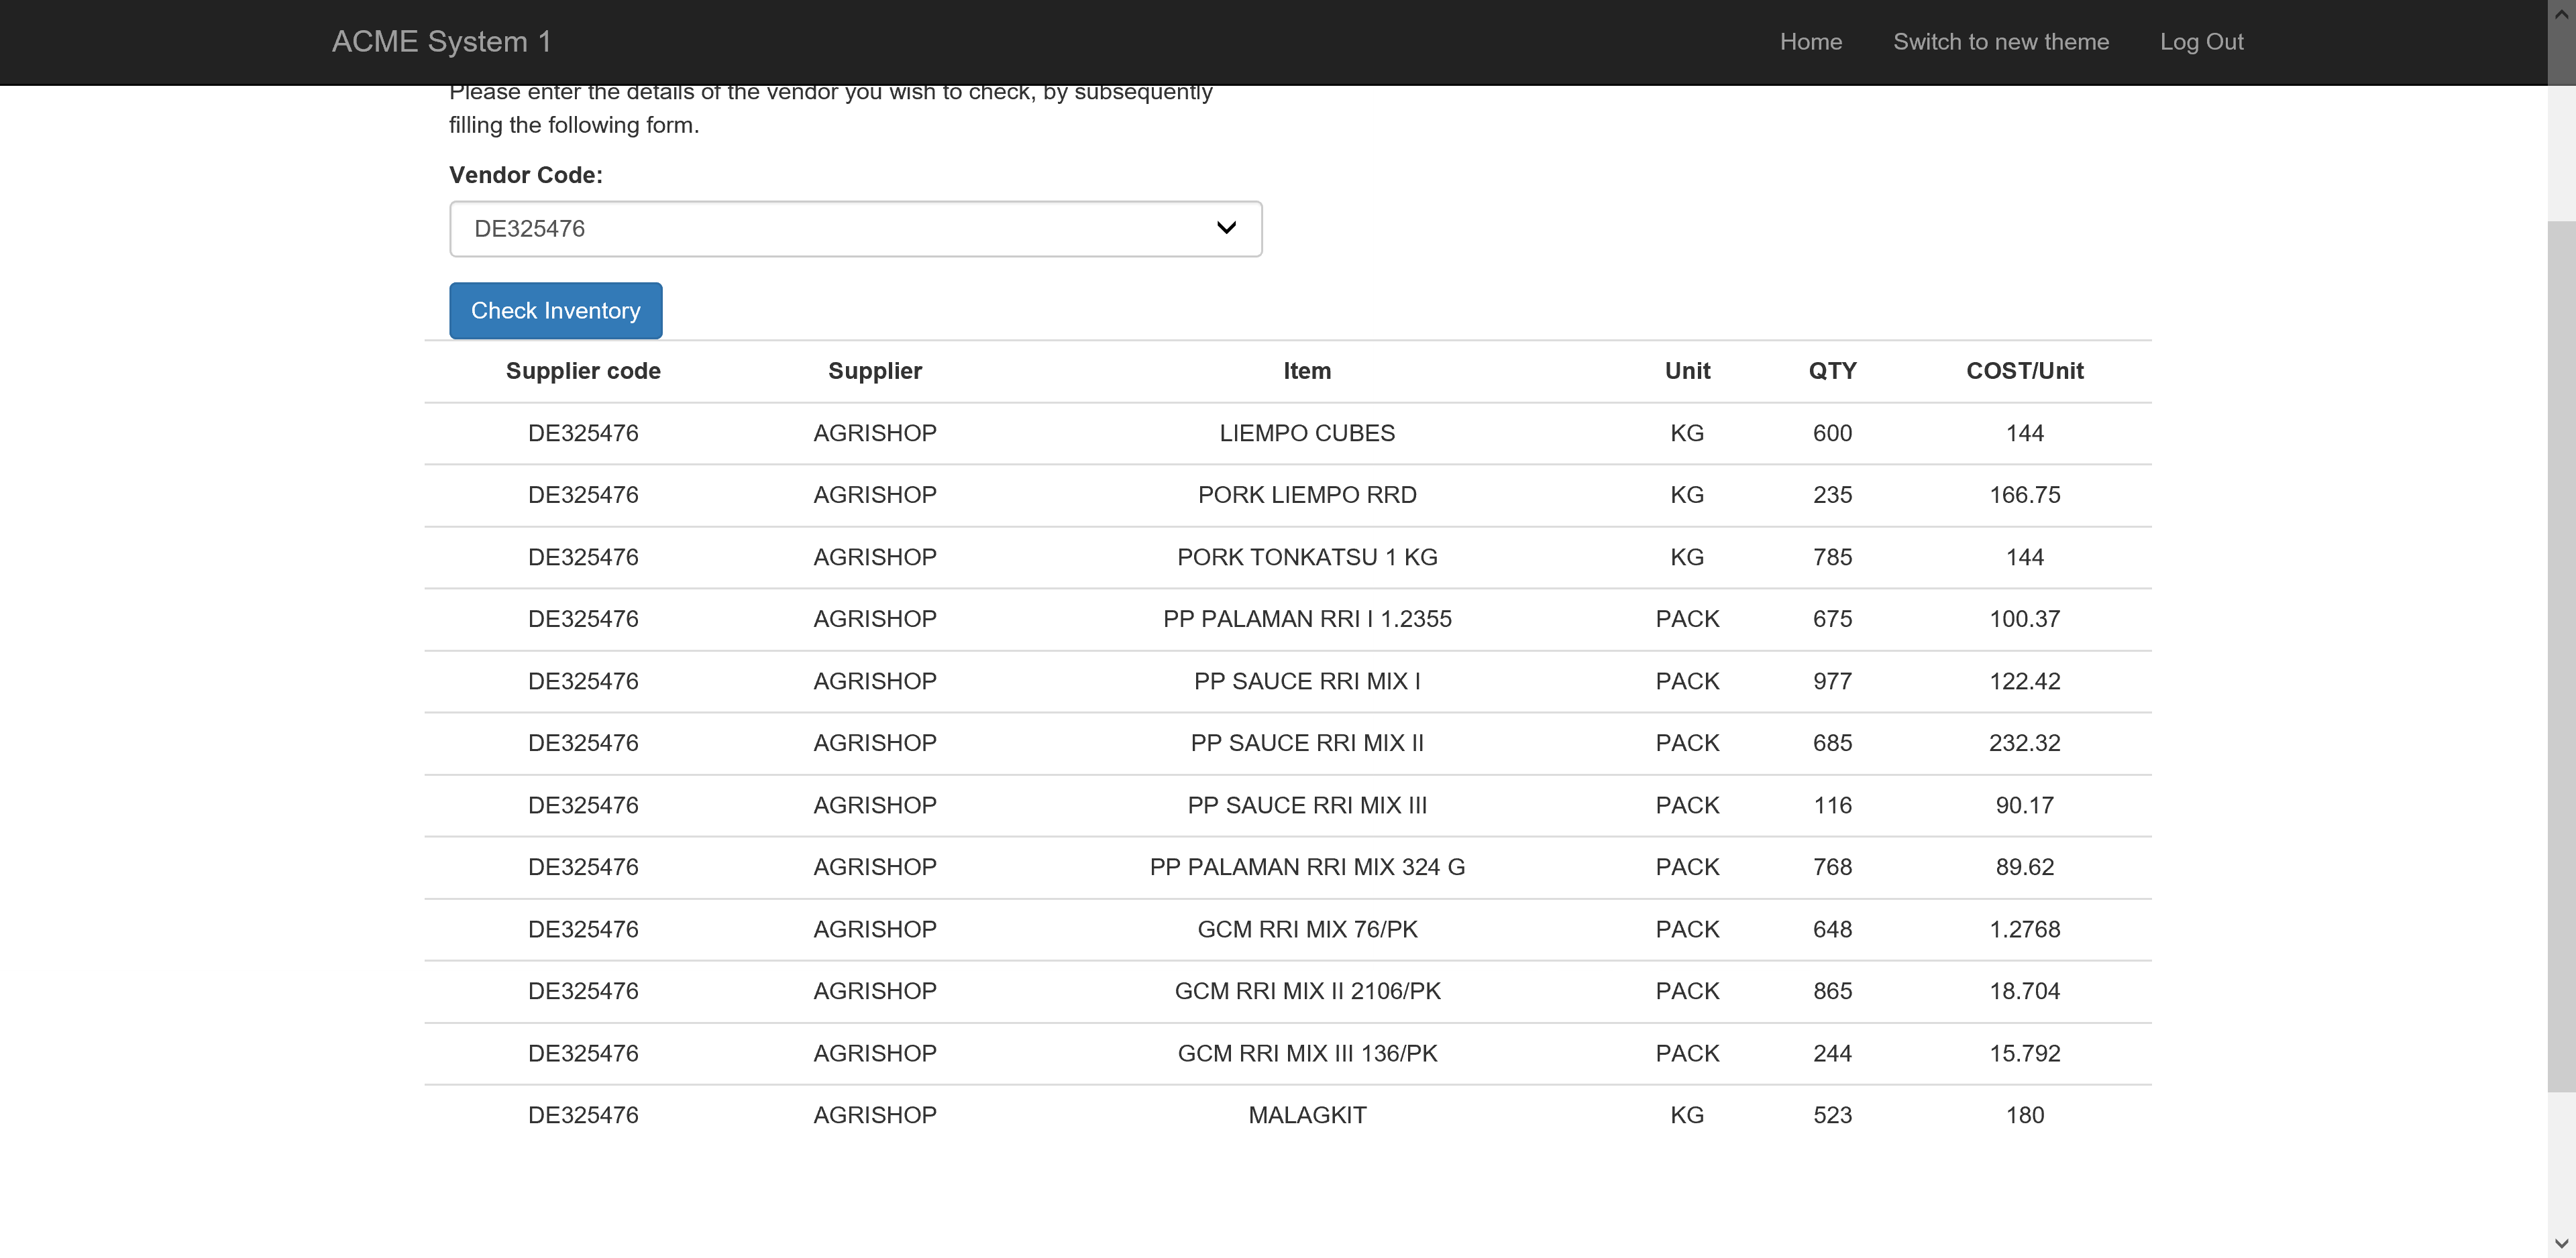 ACME System 1 Home Switch to new theme Log Out
Please enter the details of the vendor you wish to check, by subsequently
filling the following form.
Vendor Code:
DE325476
Check Inventory
Supplier code Supplier Item Unit QTY COST/Unit
DE325476 AGRISHOP LIEMPO CUBES KG 600 144
DE325476 AGRISHOP PORK LIEMPO RRD KG 235 166.75
DE325476 AGRISHOP PORK TONKATSU 1 KG KG 785 144
DE325476 AGRISHOP PP PALAMAN RRI I 1.2355 PACK 675 100.37
DE325476 AGRISHOP PP SAUCE RRI MIX I PACK 977 122.42
DE325476 AGRISHOP PP SAUCE RRI MIX II PACK 685 232.32
DE325476 AGRISHOP PP SAUCE RRI MIX III PACK 116 90.17
DE325476 AGRISHOP PP PALAMAN RRI MIX 324 G PACK 768 89.62
DE325476 AGRISHOP GCM RRI MIX 76/PK PACK 648 1.2768
DE325476 AGRISHOP GCM RRI MIX II 2106/PK PACK 865 18.704
DE325476 AGRISHOP GCM RRI MIX III 136/PK PACK 244 15.792
DE325476 AGRISHOP MALAGKIT KG 523 180